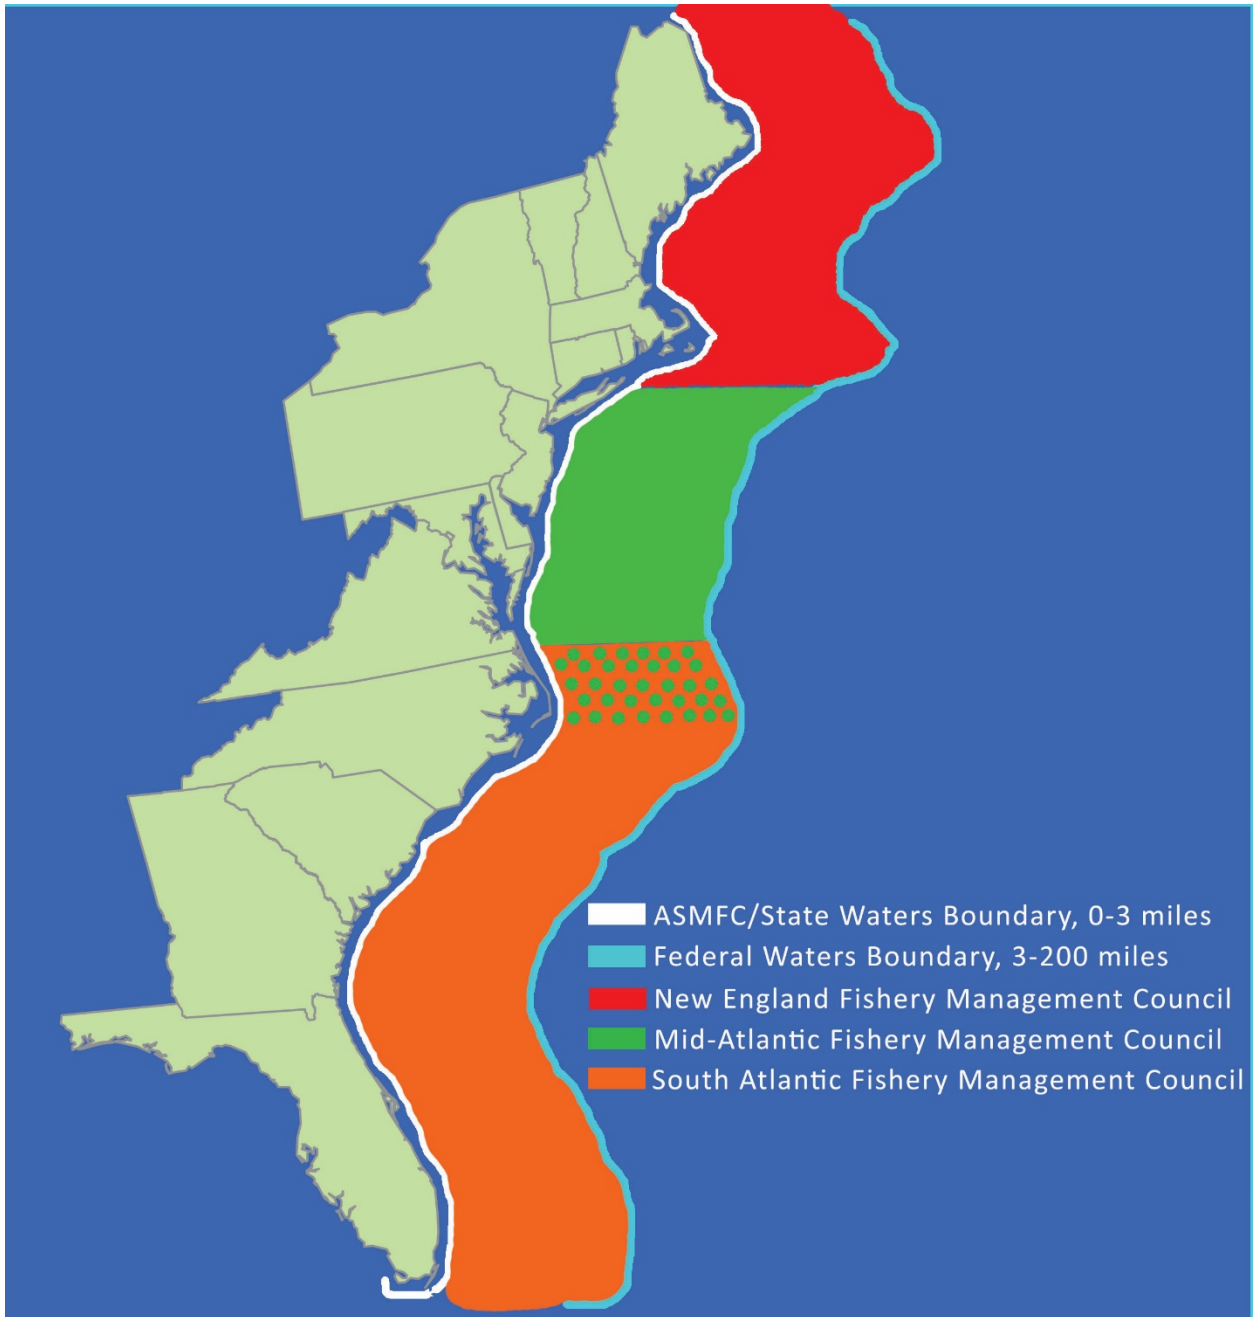 ASMFC/State Waters Boundary, 0-3 miles
Federal Waters Boundary, 3-200 miles
New England Fishery Management Council
Mid-Atlantic Fishery Management Council
South Atlantic Fishery Management Council